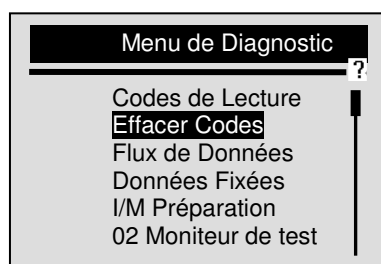 Menu de Diagnostic
?
Codes de Lecture
Effacer Codes
Flux de Données
Données Fixées
I/M Préparation
02 Moniteur de test